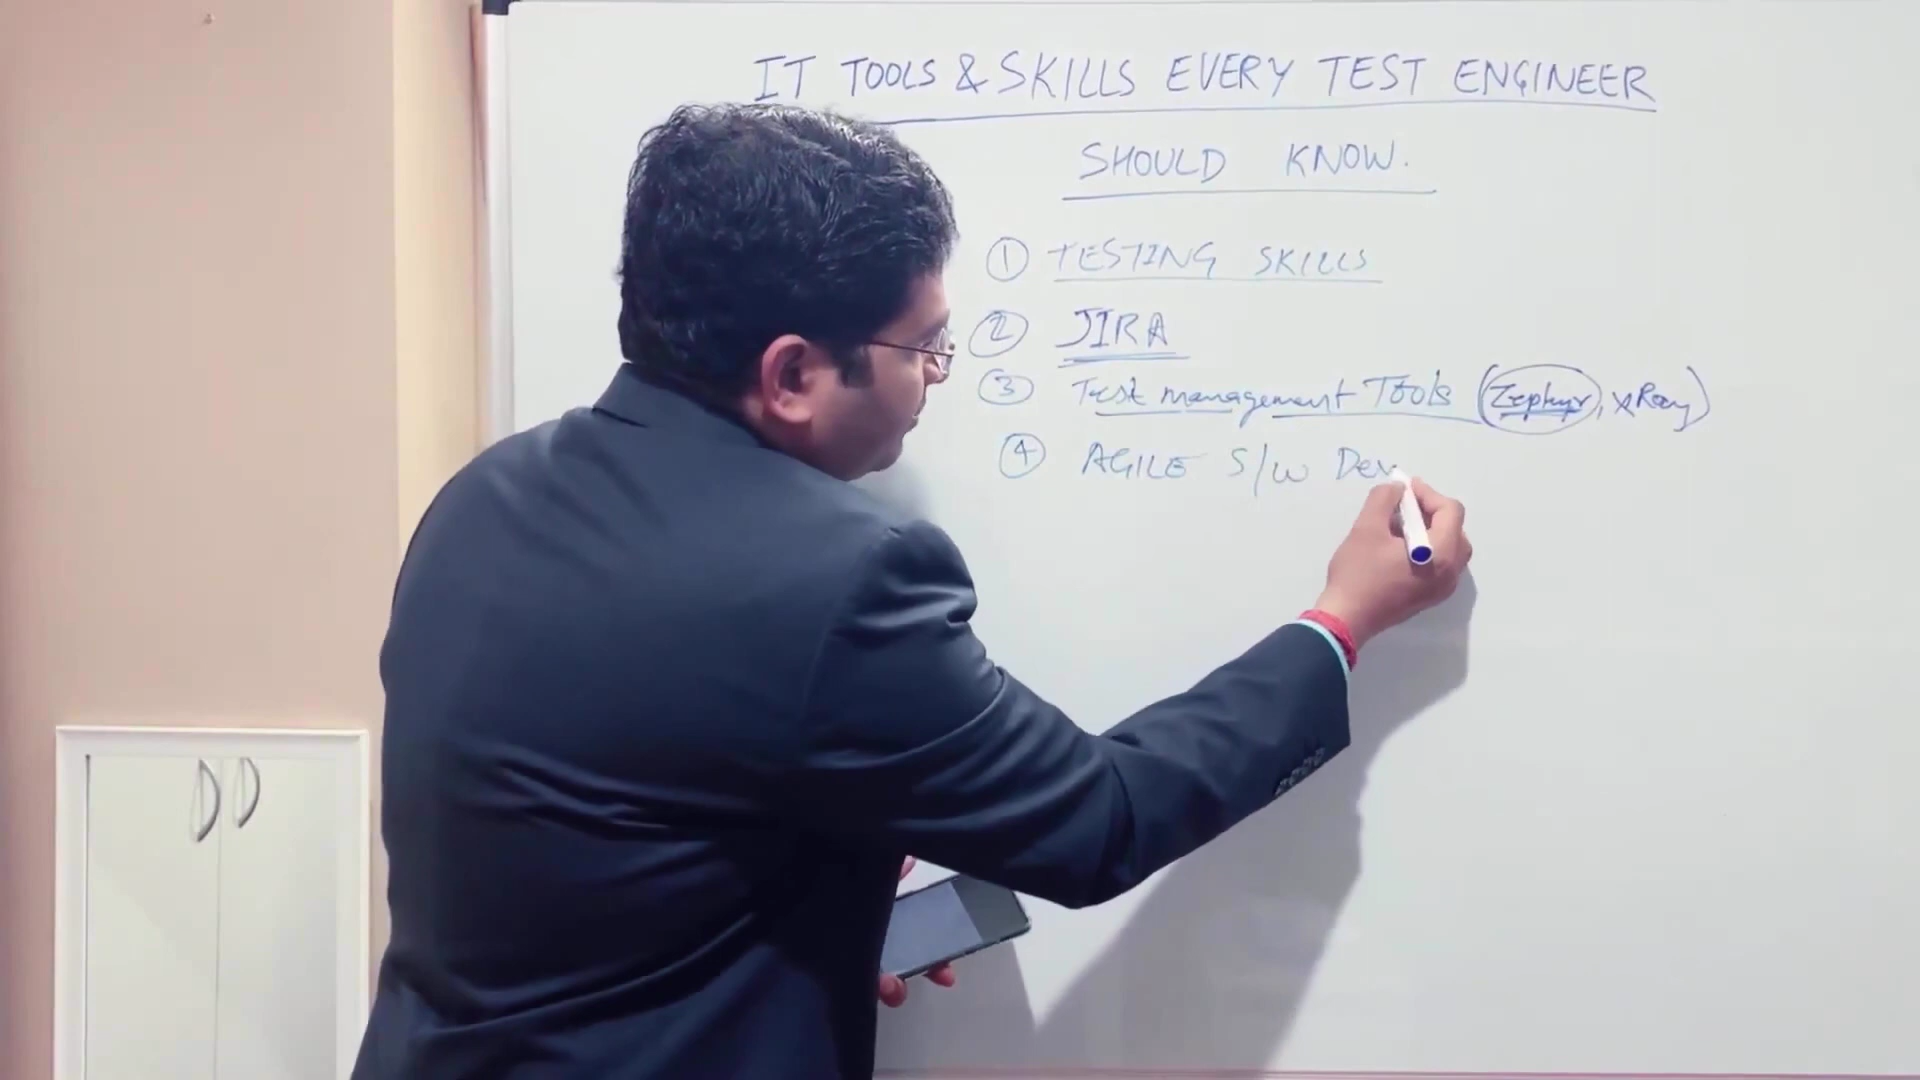 IT TOOLS & SKILLS EVERY TEST ENGINEER
SHOULD KNOW.
① TESTING SKILLS
② JIRA
③ Test management Tools (Zephyr, xRay)
④ AGILE S/W Dev